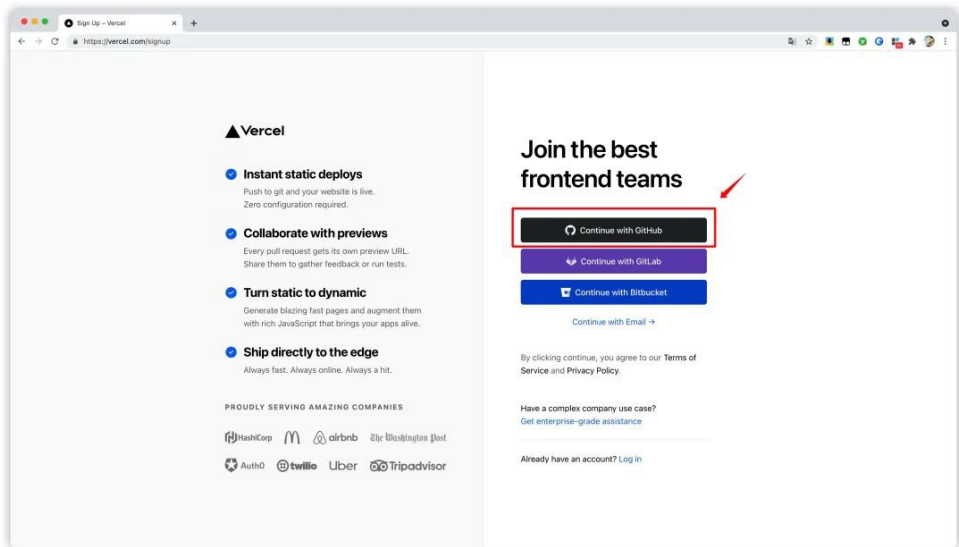 Sign Up – Vercel
https://vercel.com/signup
Vercel
Instant static deploys
Push to git and your website is live.
Zero configuration required.
Collaborate with previews
Every pull request gets its own preview URL.
Share them to gather feedback or run tests.
Turn static to dynamic
Generate blazing fast pages and augment them
with rich JavaScript that brings your apps alive.
Ship directly to the edge
Always fast. Always online. Always a hit.
PROUDLY SERVING AMAZING COMPANIES
HashiCorp airbnb The Washington Post
Auth0 twilio Uber Tripadvisor
Join the best
frontend teams
Continue with GitHub
Continue with GitLab
Continue with Bitbucket
Continue with Email →
By clicking continue, you agree to our Terms of
Service and Privacy Policy.
Have a complex company use case?
Get enterprise-grade assistance
Already have an account? Log in